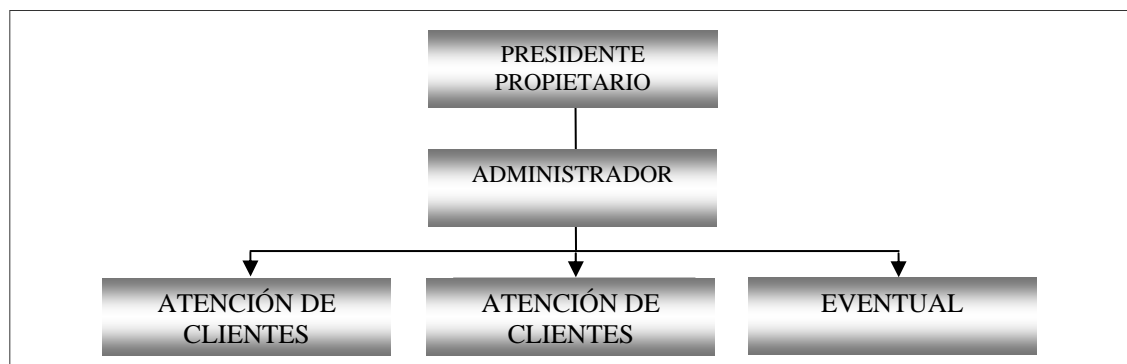 PRESIDENTE
PROPIETARIO
ADMINISTRADOR
ATENCIÓN DE
CLIENTES
ATENCIÓN DE
CLIENTES
EVENTUAL